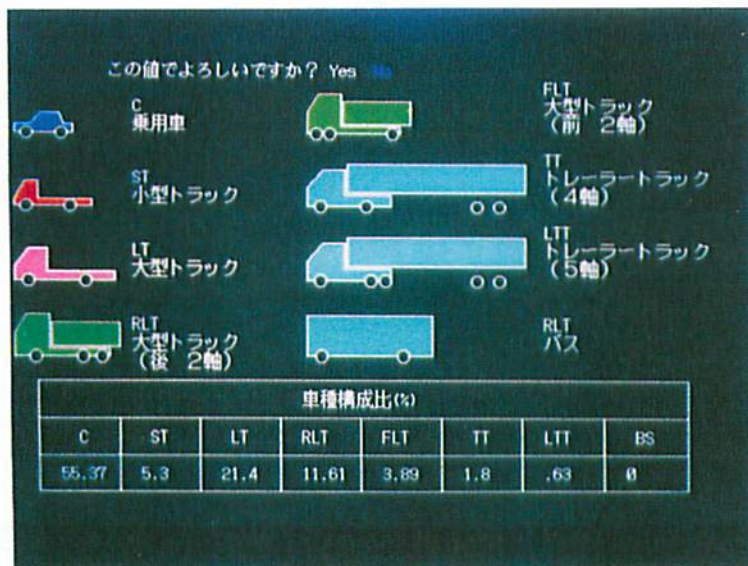 この値でよろしいですか? Yes No
C
乗用車
ST
小型トラック
LT
大型トラック
RLT
大型トラック
(後 2軸)
FLT
大型トラック
(前 2軸)
TT
トレーラートラック
(4軸)
LTT
トレーラートラック
(5軸)
RLT
バス
車種構成比(%)
C ST LT RLT FLT TT LTT BS
55.37 5.3 21.4 11.61 3.89 1.8 .63 0